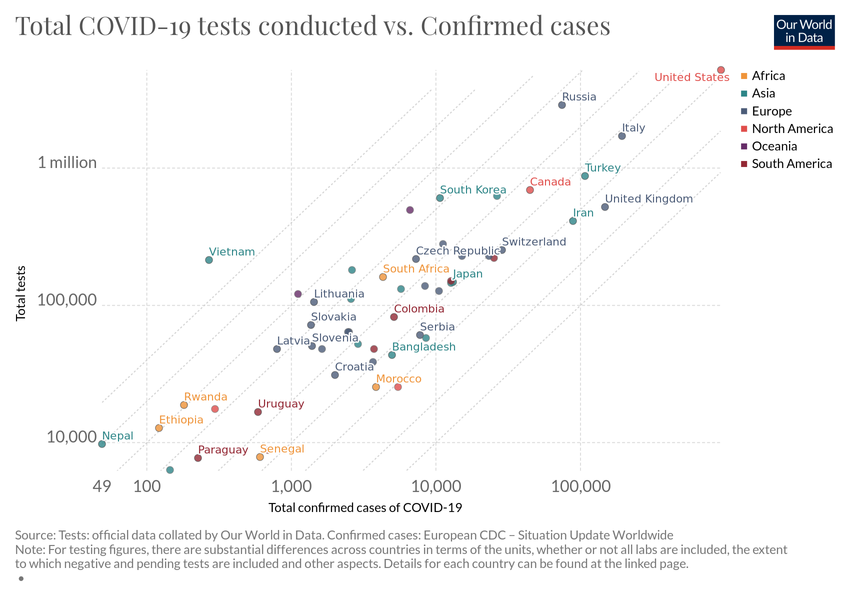 Total COVID-19 tests conducted vs. Confirmed cases
Our World
in Data
United States
Africa
Asia
Europe
North America
Oceania
South America
Russia
Italy
1 million
Turkey
Canada
South Korea
United Kingdom
Iran
Vietnam
Switzerland
Czech Republic
South Africa
Japan
Lithuania
100,000
Colombia
Slovakia
Serbia
Latvia
Slovenia
Bangladesh
Croatia
Morocco
Rwanda
Uruguay
Ethiopia
10,000
Nepal
Paraguay
Senegal
Total tests
49
100
1,000
10,000
100,000
Total confirmed cases of COVID-19
Source: Tests: official data collated by Our World in Data. Confirmed cases: European CDC – Situation Update Worldwide
Note: For testing figures, there are substantial differences across countries in terms of the units, whether or not all labs are included, the extent
to which negative and pending tests are included and other aspects. Details for each country can be found at the linked page.